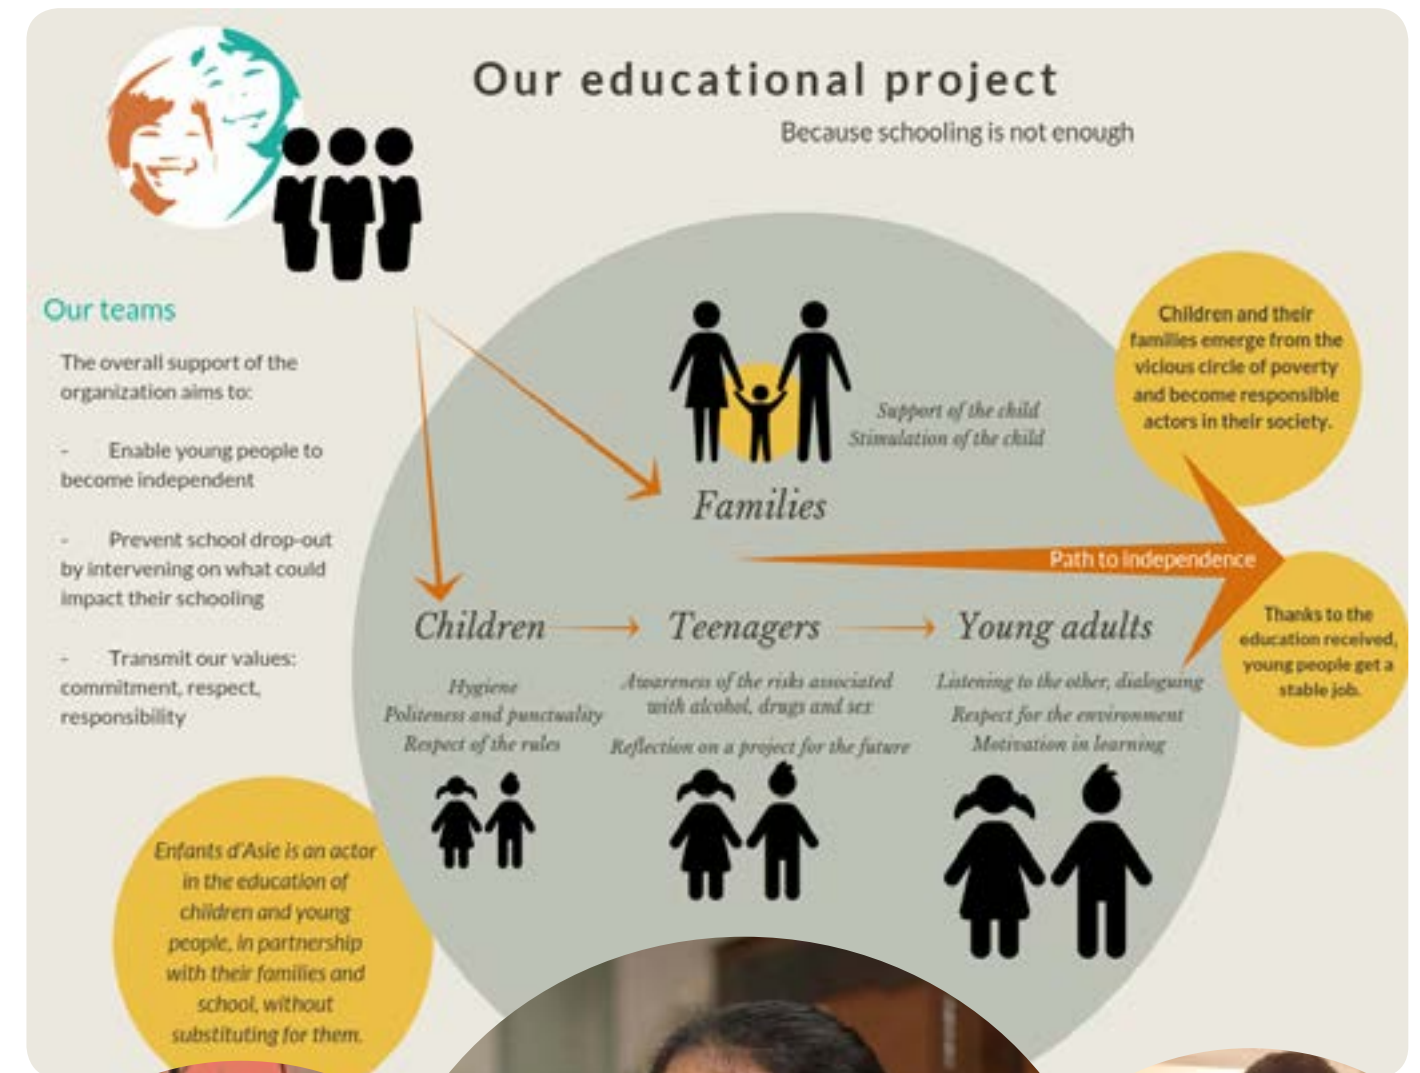 Our educational project
Because schooling is not enough
Our teams
The overall support of the
organization aims to:
- Enable young people to
become independent
- Prevent school drop-out
by intervening on what could
impact their schooling
- Transmit our values:
commitment, respect,
responsibility
Enfants d'Asie is an actor
in the education of
children and young
people, in partnership
with their families and
school, without
substituting for them.
Support of the child
Stimulation of the child
Families
Path to independence
Children
Hygiene
Politeness and punctuality
Respect of the rules
Teenagers
Awareness of the risks associated
with alcohol, drugs and sex
Reflection on a project for the future
Young adults
Listening to the other, dialoguing
Respect for the environment
Motivation in learning
Children and their
families emerge from the
vicious circle of poverty
and become responsible
actors in their society.
Thanks to the
education received,
young people get a
stable job.